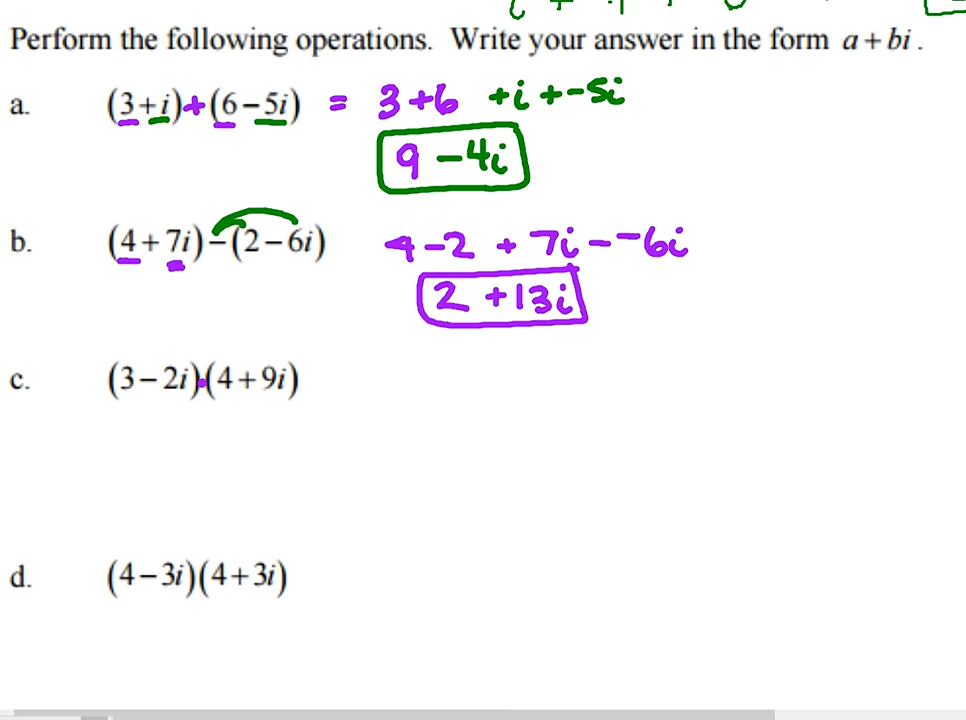 Perform the following operations. Write your answer in the form a + bi.
a. (3+i)+(6−5i) = 3+6 +i +-5i
9 −4i
b. (4+7i)−(2−6i) 4−2 + 7i − -6i
2 +13i
c. (3−2i)·(4+9i)
d. (4−3i)(4+3i)